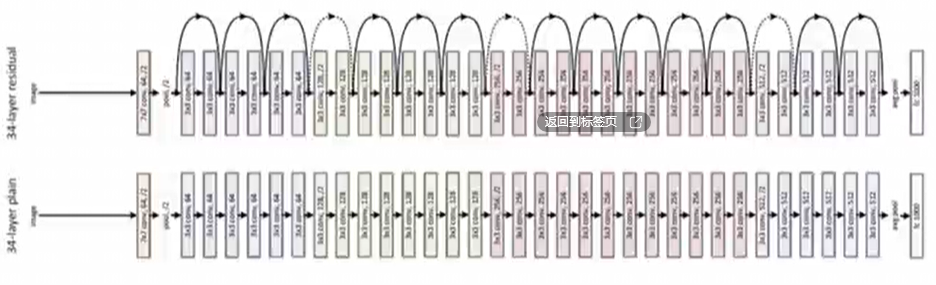 34-layer residual
image
7x7 conv, 64, /2
pool, /2
3x3 conv, 64
3x3 conv, 64
3x3 conv, 64
3x3 conv, 64
3x3 conv, 64
3x3 conv, 64
3x3 conv, 128, /2
3x3 conv, 128
3x3 conv, 128
3x3 conv, 128
3x3 conv, 128
3x3 conv, 128
3x3 conv, 128
3x3 conv, 128
3x3 conv, 256, /2
3x3 conv, 256
3x3 conv, 256
3x3 conv, 256
3x3 conv, 256
3x3 conv, 256
3x3 conv, 256
3x3 conv, 256
3x3 conv, 256
3x3 conv, 256
3x3 conv, 256
3x3 conv, 256
3x3 conv, 512, /2
3x3 conv, 512
3x3 conv, 512
3x3 conv, 512
3x3 conv, 512
3x3 conv, 512
avg pool
fc 1000
返回到标签页
34-layer plain
image
7x7 conv, 64, /2
pool, /2
3x3 conv, 64
3x3 conv, 64
3x3 conv, 64
3x3 conv, 64
3x3 conv, 64
3x3 conv, 64
3x3 conv, 128, /2
3x3 conv, 128
3x3 conv, 128
3x3 conv, 128
3x3 conv, 128
3x3 conv, 128
3x3 conv, 128
3x3 conv, 128
3x3 conv, 256, /2
3x3 conv, 256
3x3 conv, 256
3x3 conv, 256
3x3 conv, 256
3x3 conv, 256
3x3 conv, 256
3x3 conv, 256
3x3 conv, 256
3x3 conv, 256
3x3 conv, 256
3x3 conv, 256
3x3 conv, 512, /2
3x3 conv, 512
3x3 conv, 512
3x3 conv, 512
3x3 conv, 512
3x3 conv, 512
avg pool
fc 1000